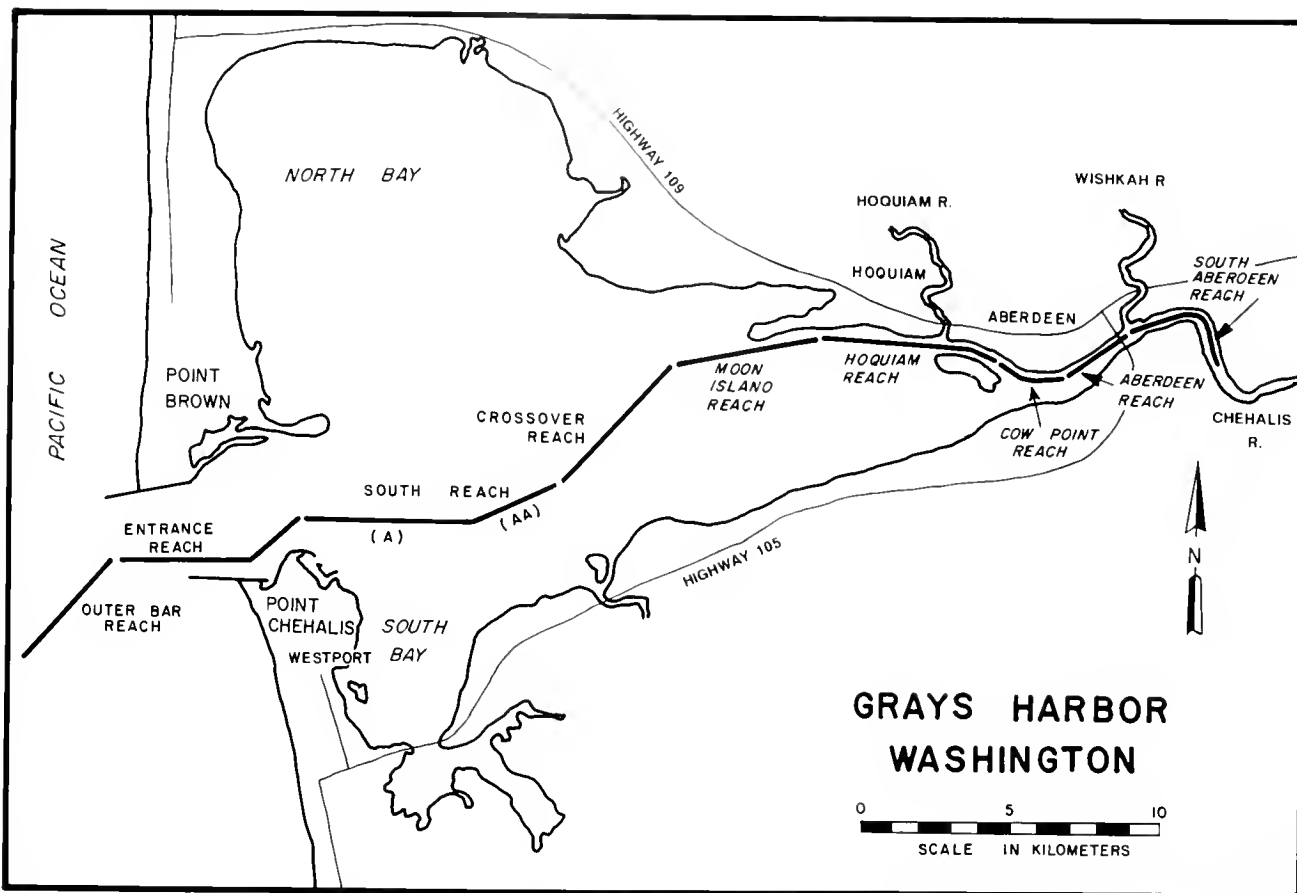 HIGHWAY 109
NORTH BAY
WISHKAH R
HOQUIAM R.
HOQUIAM
SOUTH
ABEROEEN
REACH
PACIFIC OCEAN
ABERDEEN
POINT
BROWN
MOON
ISLANO
REACH
HOQUIAM
REACH
ABERDEEN
REACH
CROSSOVER
REACH
COW POINT
REACH
CHEHALIS
R.
SOUTH REACH
(A)
(AA)
ENTRANCE
REACH
HIGHWAY 105
N
OUTER BAR
REACH
POINT
CHEHALIS
SOUTH
BAY
WESTPORT
GRAYS HARBOR
WASHINGTON
0 5 10
SCALE IN KILOMETERS